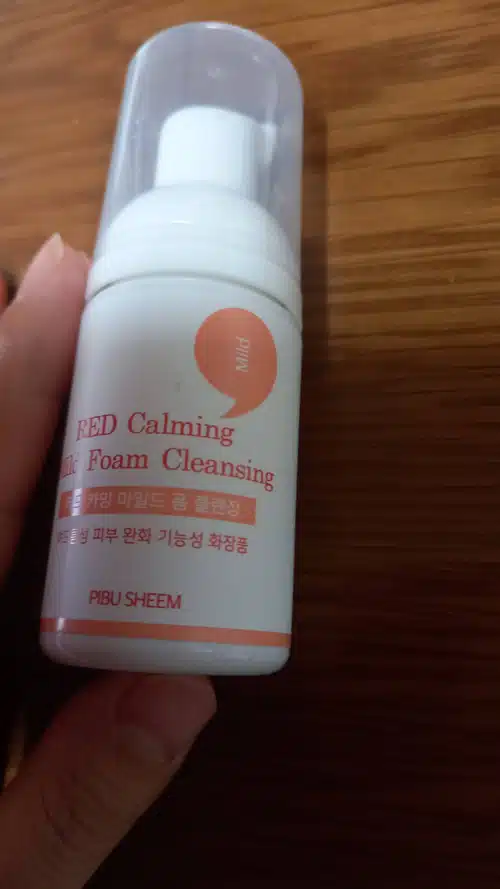 Mild
RED Calming
Mild Foam Cleansing
카밍 마일드 폼 클렌징
피부 완화 기능성 화장품
PIBU SHEEM